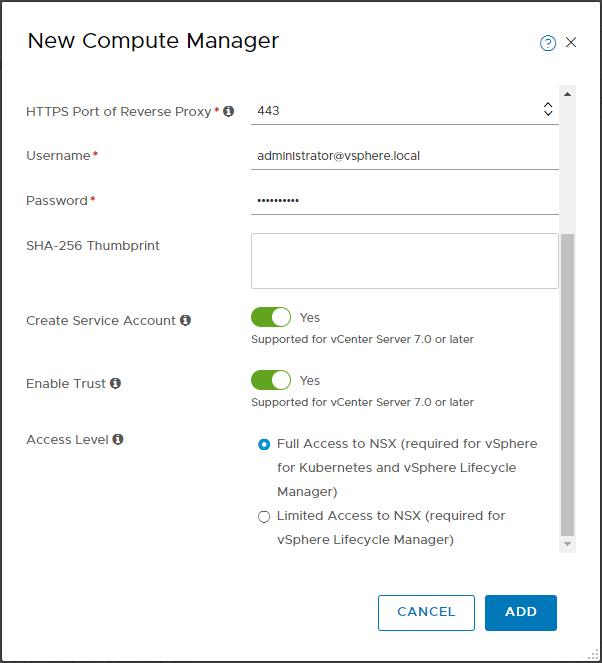 New Compute Manager
HTTPS Port of Reverse Proxy *
443
Username *
administrator@vsphere.local
Password *
••••••••••
SHA-256 Thumbprint
Create Service Account
Yes
Supported for vCenter Server 7.0 or later
Enable Trust
Yes
Supported for vCenter Server 7.0 or later
Access Level
Full Access to NSX (required for vSphere
for Kubernetes and vSphere Lifecycle
Manager)
Limited Access to NSX (required for
vSphere Lifecycle Manager)
CANCEL
ADD